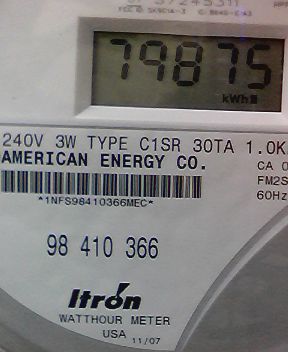 79875
kWh
240V 3W TYPE C1SR 30TA 1.0K
AMERICAN ENERGY CO.
CA 0
FM2S
*1NFS98410366MEC*
60Hz
98 410 366
Itron
WATTHOUR METER
USA 11/07